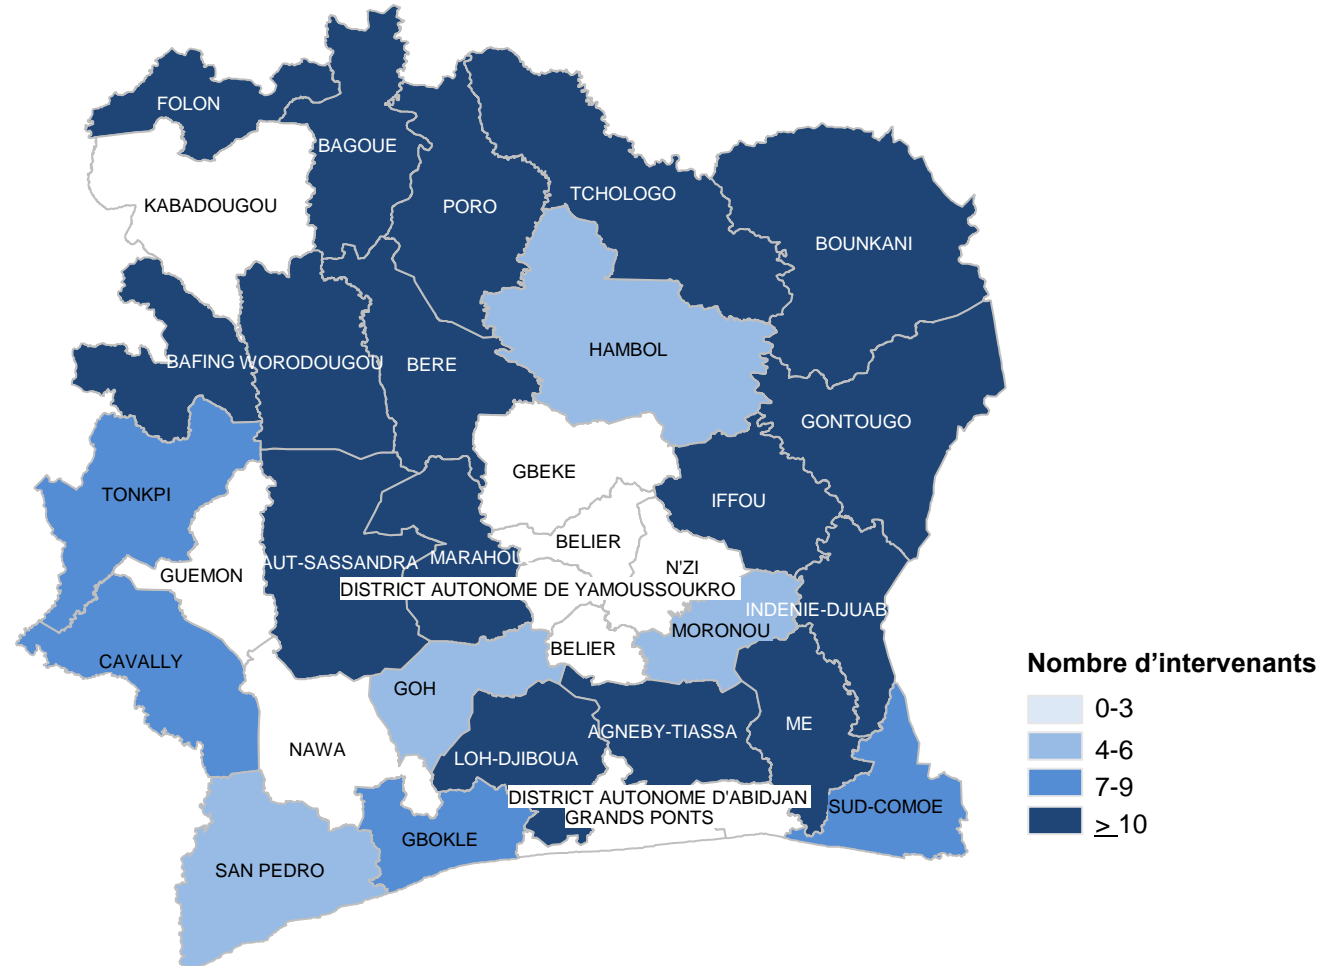 FOLON
BAGOUE
KABADOUGOU
PORO
TCHOLOGO
BOUNKANI
BAFING
WORODOUGOU
BERE
HAMBOL
GONTOUGO
TONKPI
GBEKE
IFFOU
BELIER
GUEMON
AUT-SASSANDRA
MARAHOU
N'ZI
DISTRICT AUTONOME DE YAMOUSSOUKRO
INDENIE-DJUAB
MORONOU
BELIER
CAVALLY
GOH
NAWA
LOH-DJIBOUA
AGNEBY-TIASSA
ME
DISTRICT AUTONOME D'ABIDJAN
GRANDS PONTS
SUD-COMOE
GBOKLE
SAN PEDRO
Nombre d’intervenants
0-3
4-6
7-9
≥ 10